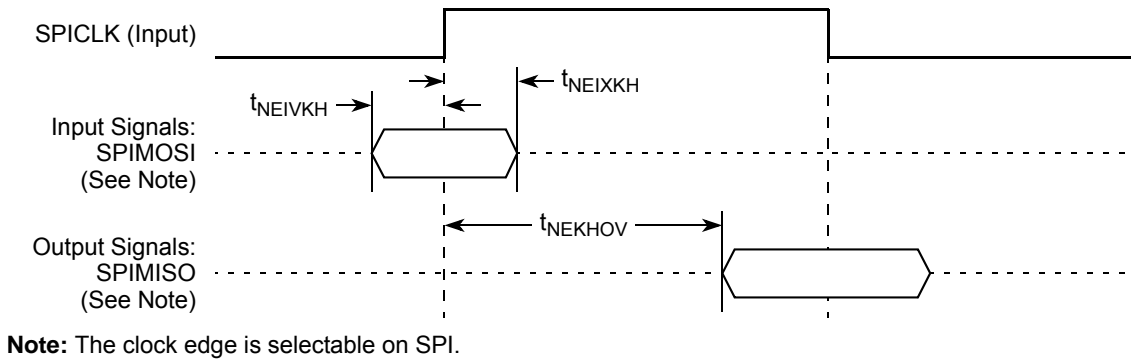 SPICLK (Input)
tNEIXKH
tNEIVKH
Input Signals:
SPIMOSI
(See Note)
tNEKHOV
Output Signals:
SPIMISO
(See Note)
Note: The clock edge is selectable on SPI.